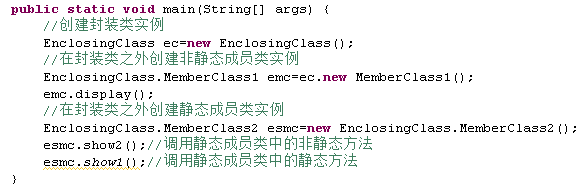 public static void main(String[] args) {
//创建封装类实例
EnclosingClass ec=new EnclosingClass();
//在封装类之外创建非静态成员类实例
EnclosingClass.MemberClass1 emc=ec.new MemberClass1();
emc.display();
//在封装类之外创建静态成员类实例
EnclosingClass.MemberClass2 esmc=new EnclosingClass.MemberClass2();
esmc.show2();//调用静态成员类中的非静态方法
esmc.show1();//调用静态成员类中的静态方法
}